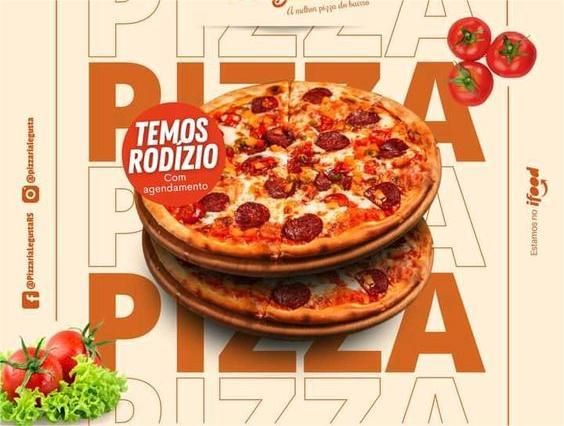 A melhor pizza do bairro
PIZZA
PIZZA
TEMOS
RODÍZIO
Com
agendamento
PIZZA
PIZZA
PIZZA
@pizzarialegusta
@PizzariaLegustaRS
Estamos no ifood